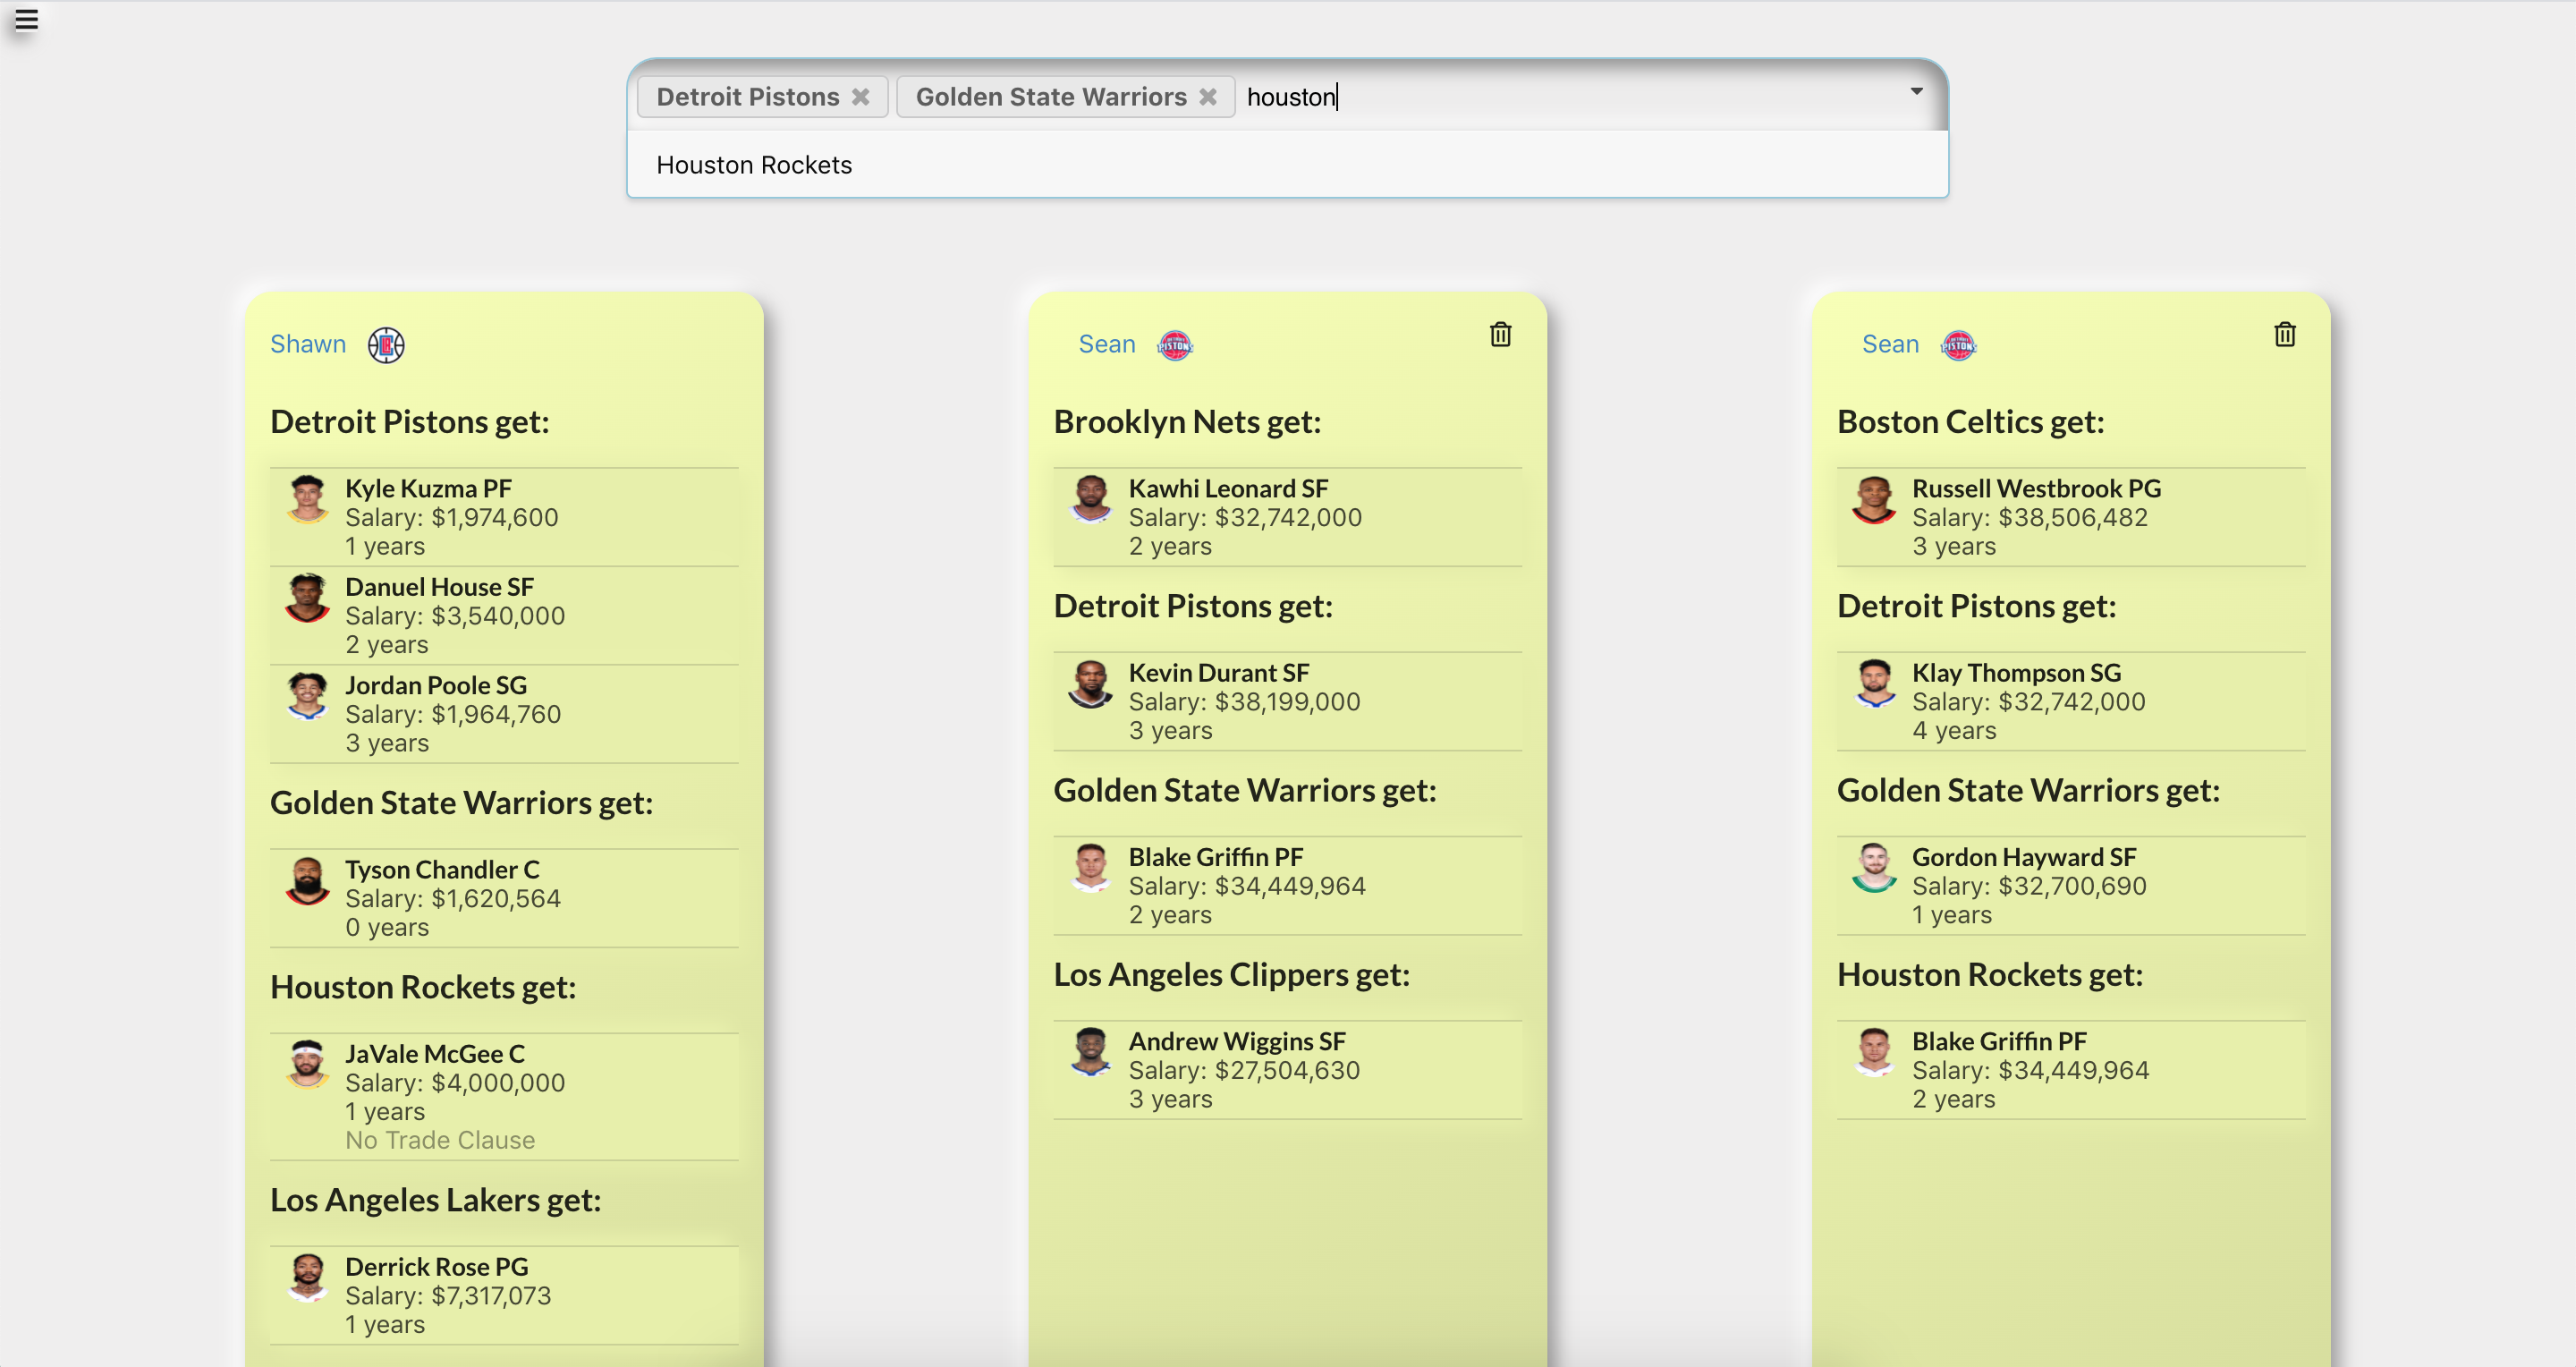 Detroit Pistons ✖ Golden State Warriors ✖ houston
Houston Rockets
Shawn
Detroit Pistons get:
Kyle Kuzma PF
Salary: $1,974,600
1 years
Danuel House SF
Salary: $3,540,000
2 years
Jordan Poole SG
Salary: $1,964,760
3 years
Golden State Warriors get:
Tyson Chandler C
Salary: $1,620,564
0 years
Houston Rockets get:
JaVale McGee C
Salary: $4,000,000
1 years
No Trade Clause
Los Angeles Lakers get:
Derrick Rose PG
Salary: $7,317,073
1 years
Sean
PISTONS
Brooklyn Nets get:
Kawhi Leonard SF
Salary: $32,742,000
2 years
Detroit Pistons get:
Kevin Durant SF
Salary: $38,199,000
3 years
Golden State Warriors get:
Blake Griffin PF
Salary: $34,449,964
2 years
Los Angeles Clippers get:
Andrew Wiggins SF
Salary: $27,504,630
3 years
Sean
PISTONS
Boston Celtics get:
Russell Westbrook PG
Salary: $38,506,482
3 years
Detroit Pistons get:
Klay Thompson SG
Salary: $32,742,000
4 years
Golden State Warriors get:
Gordon Hayward SF
Salary: $32,700,690
1 years
Houston Rockets get:
Blake Griffin PF
Salary: $34,449,964
2 years